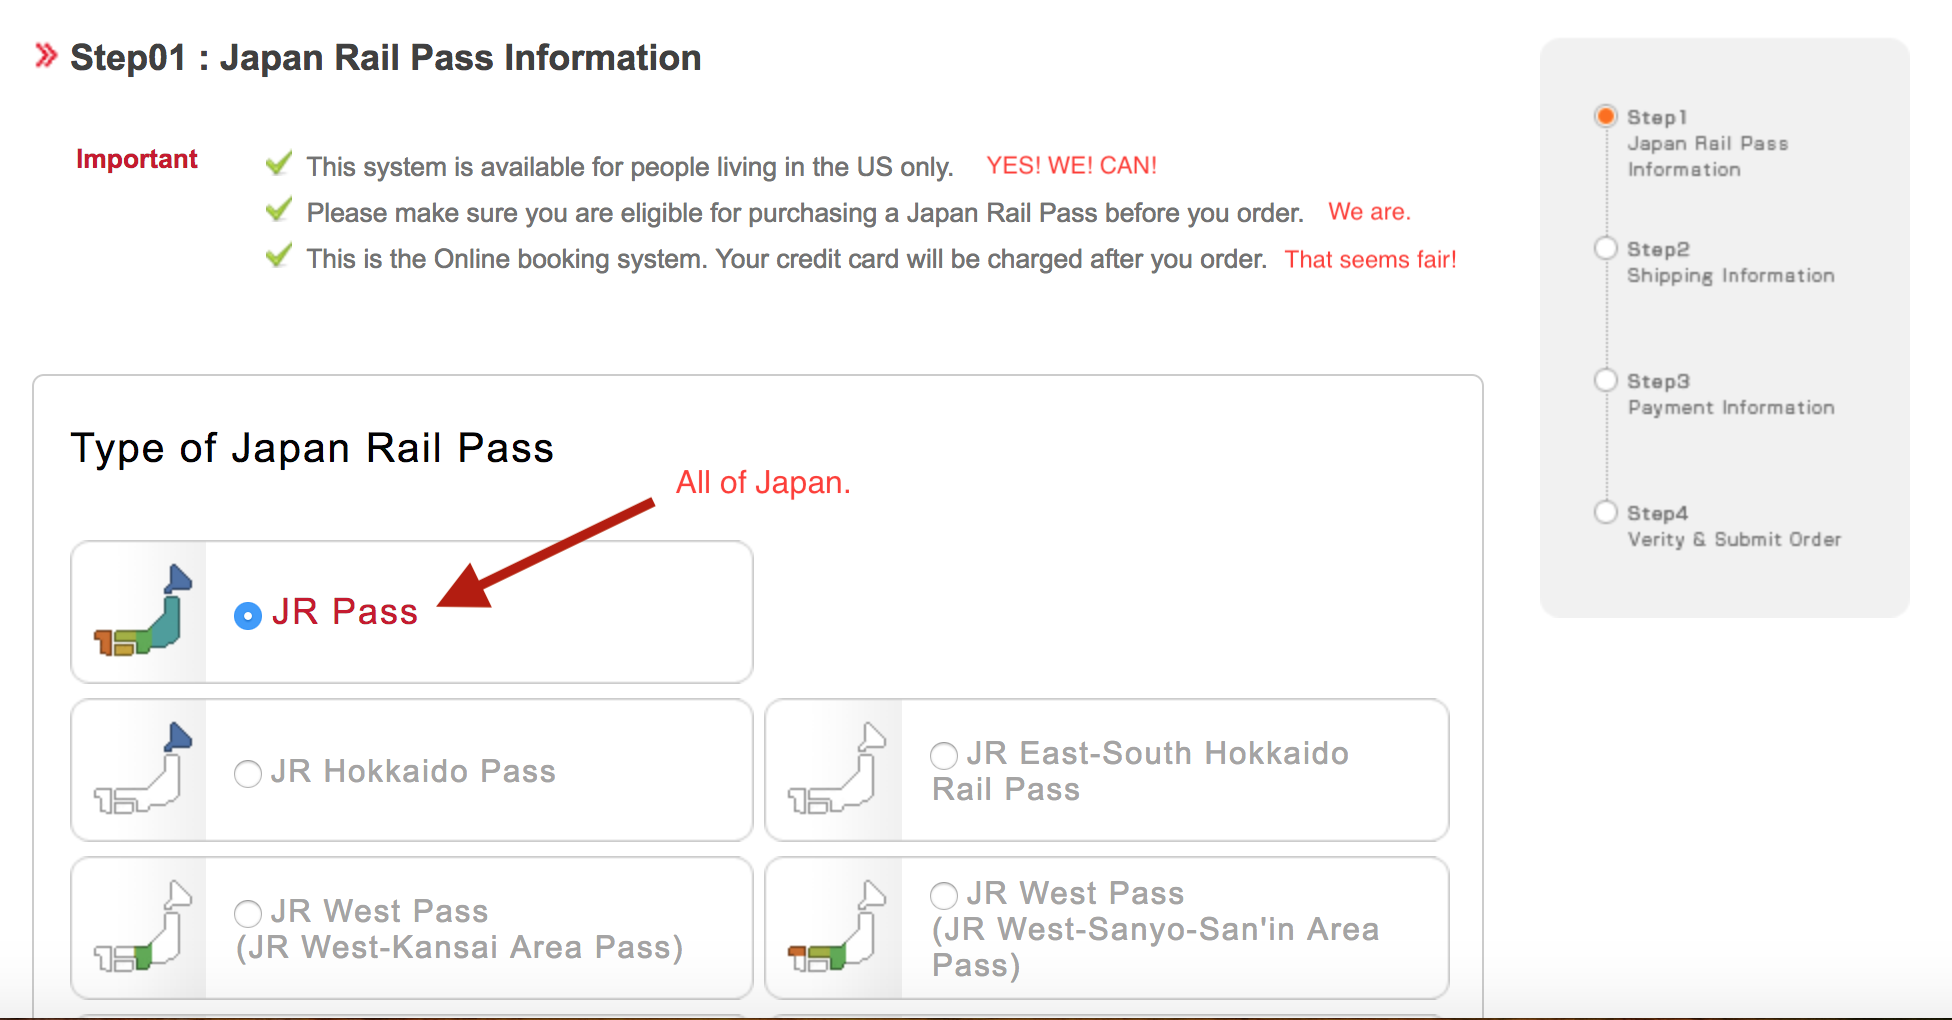 Step01 : Japan Rail Pass Information
Important
This system is available for people living in the US only. YES! WE! CAN!
Please make sure you are eligible for purchasing a Japan Rail Pass before you order. We are.
This is the Online booking system. Your credit card will be charged after you order. That seems fair!
Type of Japan Rail Pass
All of Japan.
JR Pass
JR Hokkaido Pass
JR East-South Hokkaido
Rail Pass
JR West Pass
(JR West-Kansai Area Pass)
JR West Pass
(JR West-Sanyo-San'in Area
Pass)
Step1
Japan Rail Pass
Information
Step2
Shipping Information
Step3
Payment Information
Step4
Verity & Submit Order